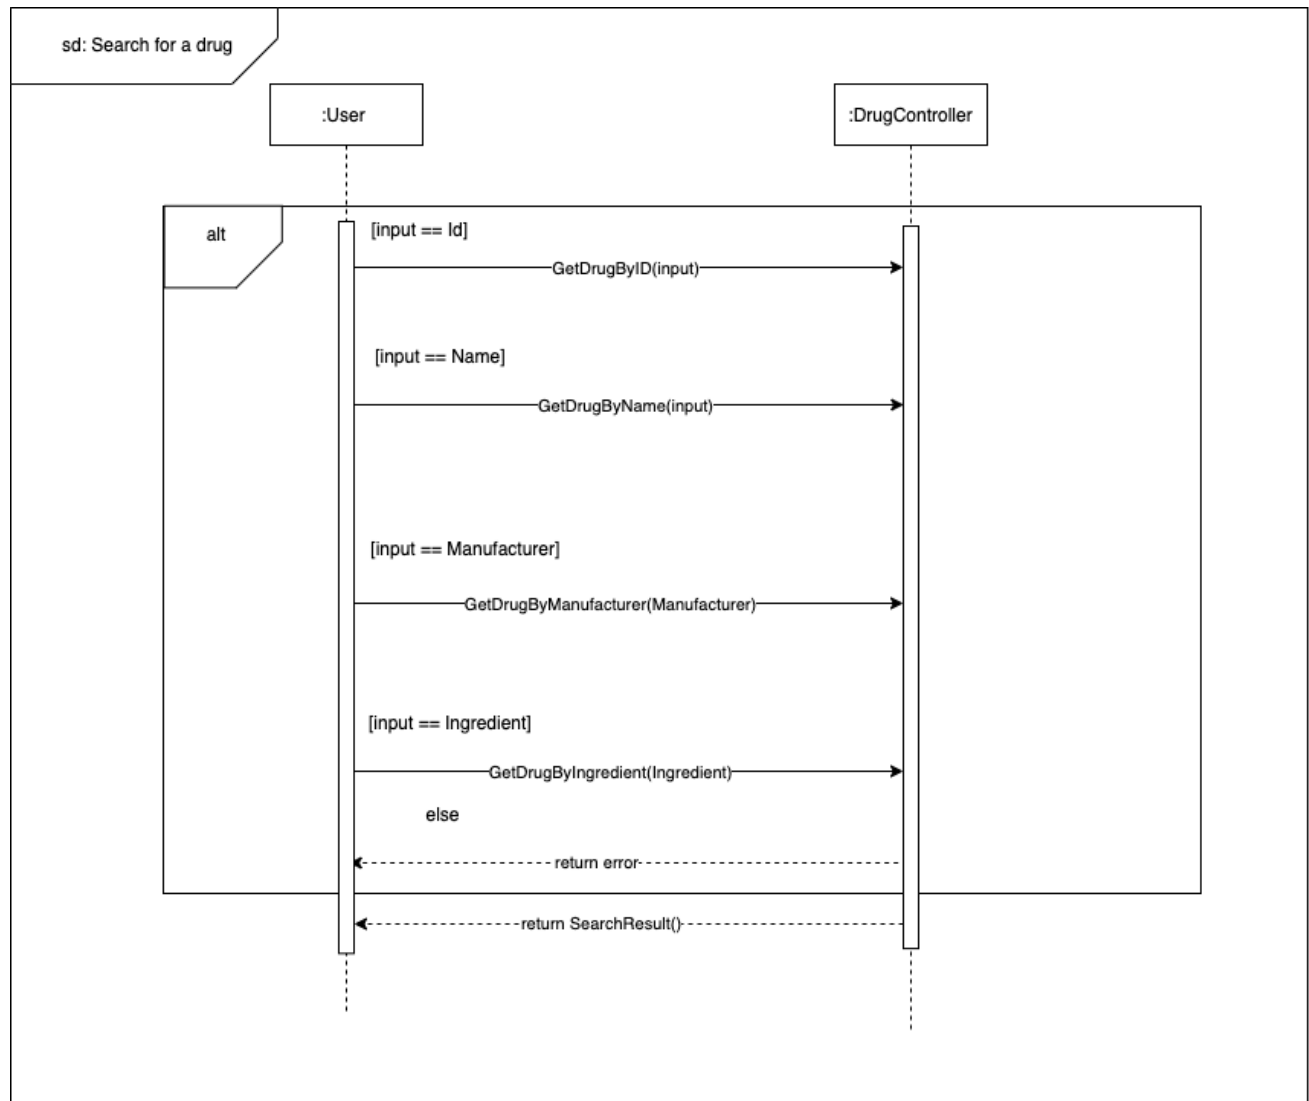 sd: Search for a drug
:User
:DrugController
alt
[input == Id]
GetDrugByID(input)
[input == Name]
GetDrugByName(input)
[input == Manufacturer]
GetDrugByManufacturer(Manufacturer)
[input == Ingredient]
GetDrugByIngredient(Ingredient)
else
return error
return SearchResult()